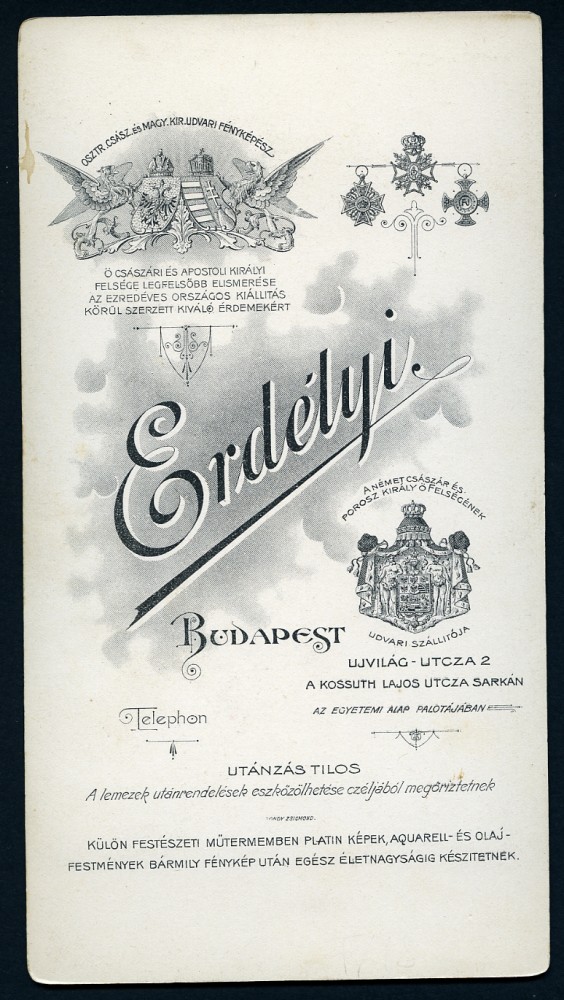 OSZTR. CSÁSZ. és MAGY. KIR. UDVARI FÉNYKÉPÉSZ
Ö CSÁSZÁRI ÉS APOSTOLI KIRÁLYI
FELSÉGE LEGFELSŐBB ELISMERÉSE
AZ EZREDÉVES ORSZÁGOS KIÁLLITÁS
KÖRÜL SZERZETT KIVÁLÓ ÉRDEMEKÉRT
Erdélyi.
A NÉMET CSÁSZÁR ÉS
POROSZ KIRÁLY Ö FELSÉGÉNEK
UDVARI SZÁLLITÓJA
BUDAPEST
UJVILÁG - UTCZA 2
A KOSSUTH LAJOS UTCZA SARKÁN
AZ EGYETEMI ALAP PALOTÁJÁBAN
Telephon
UTÁNZÁS TILOS
A lemezek utánrendelések eszközölhetése czéljából megőriztetnek
KÜLÖN FESTÉSZETI MŰTERMEMBEN PLATIN KÉPEK, AQUARELL- ÉS OLAJ-
FESTMÉNYEK BÁRMILY FÉNYKÉP UTÁN EGÉSZ ÉLETNAGYSÁGIG KÉSZITETNEK.